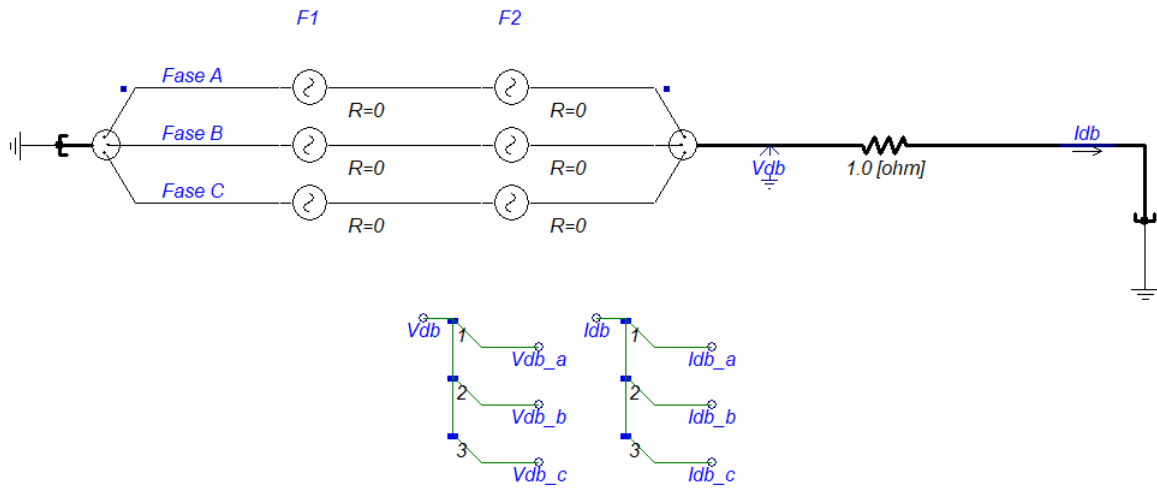 F1
F2
Fase A
R=0
R=0
Fase B
R=0
R=0
Vdb
1.0 [ohm]
Idb
Fase C
R=0
R=0
Vdb
1
Vdb_a
2
Vdb_b
3
Vdb_c
Idb
1
Idb_a
2
Idb_b
3
Idb_c